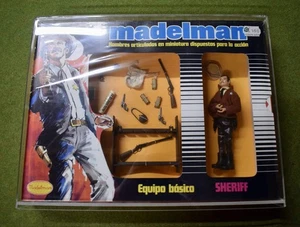 madelman
Hombres articulados en miniatura dispuestos para la acción
Equipo básico
SHERIFF